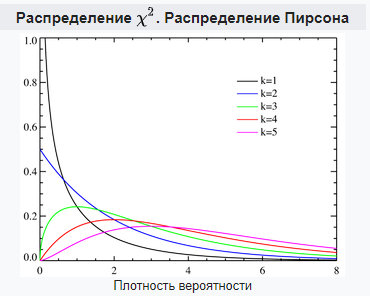 Распределение χ². Распределение Пирсона
1.0
0.8
0.6
0.4
0.2
0.0
k=1
k=2
k=3
k=4
k=5
0 2 4 6 8
Плотность вероятности